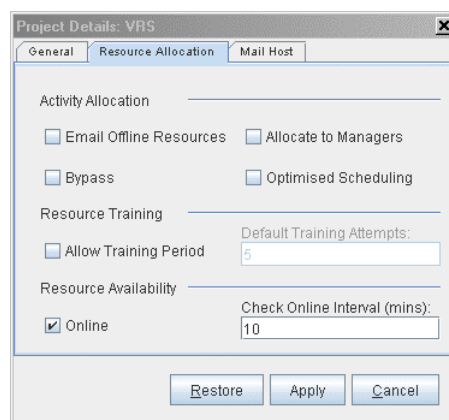 Project Details: VRS
General Resource Allocation Mail Host
Activity Allocation
Email Offline Resources Allocate to Managers
Bypass Optimised Scheduling
Resource Training
Default Training Attempts:
Allow Training Period 5
Resource Availability
Check Online Interval (mins):
Online 10
Restore Apply Cancel